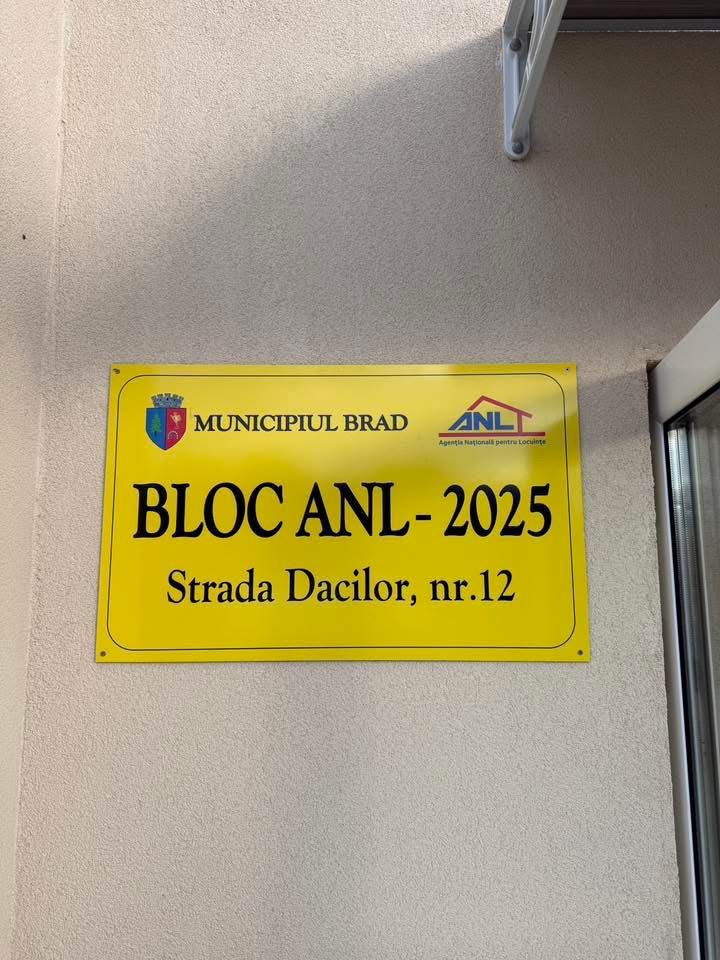 MUNICIPIUL BRAD
ANL
Agenția Națională pentru Locuințe
BLOC ANL - 2025
Strada Dacilor, nr.12